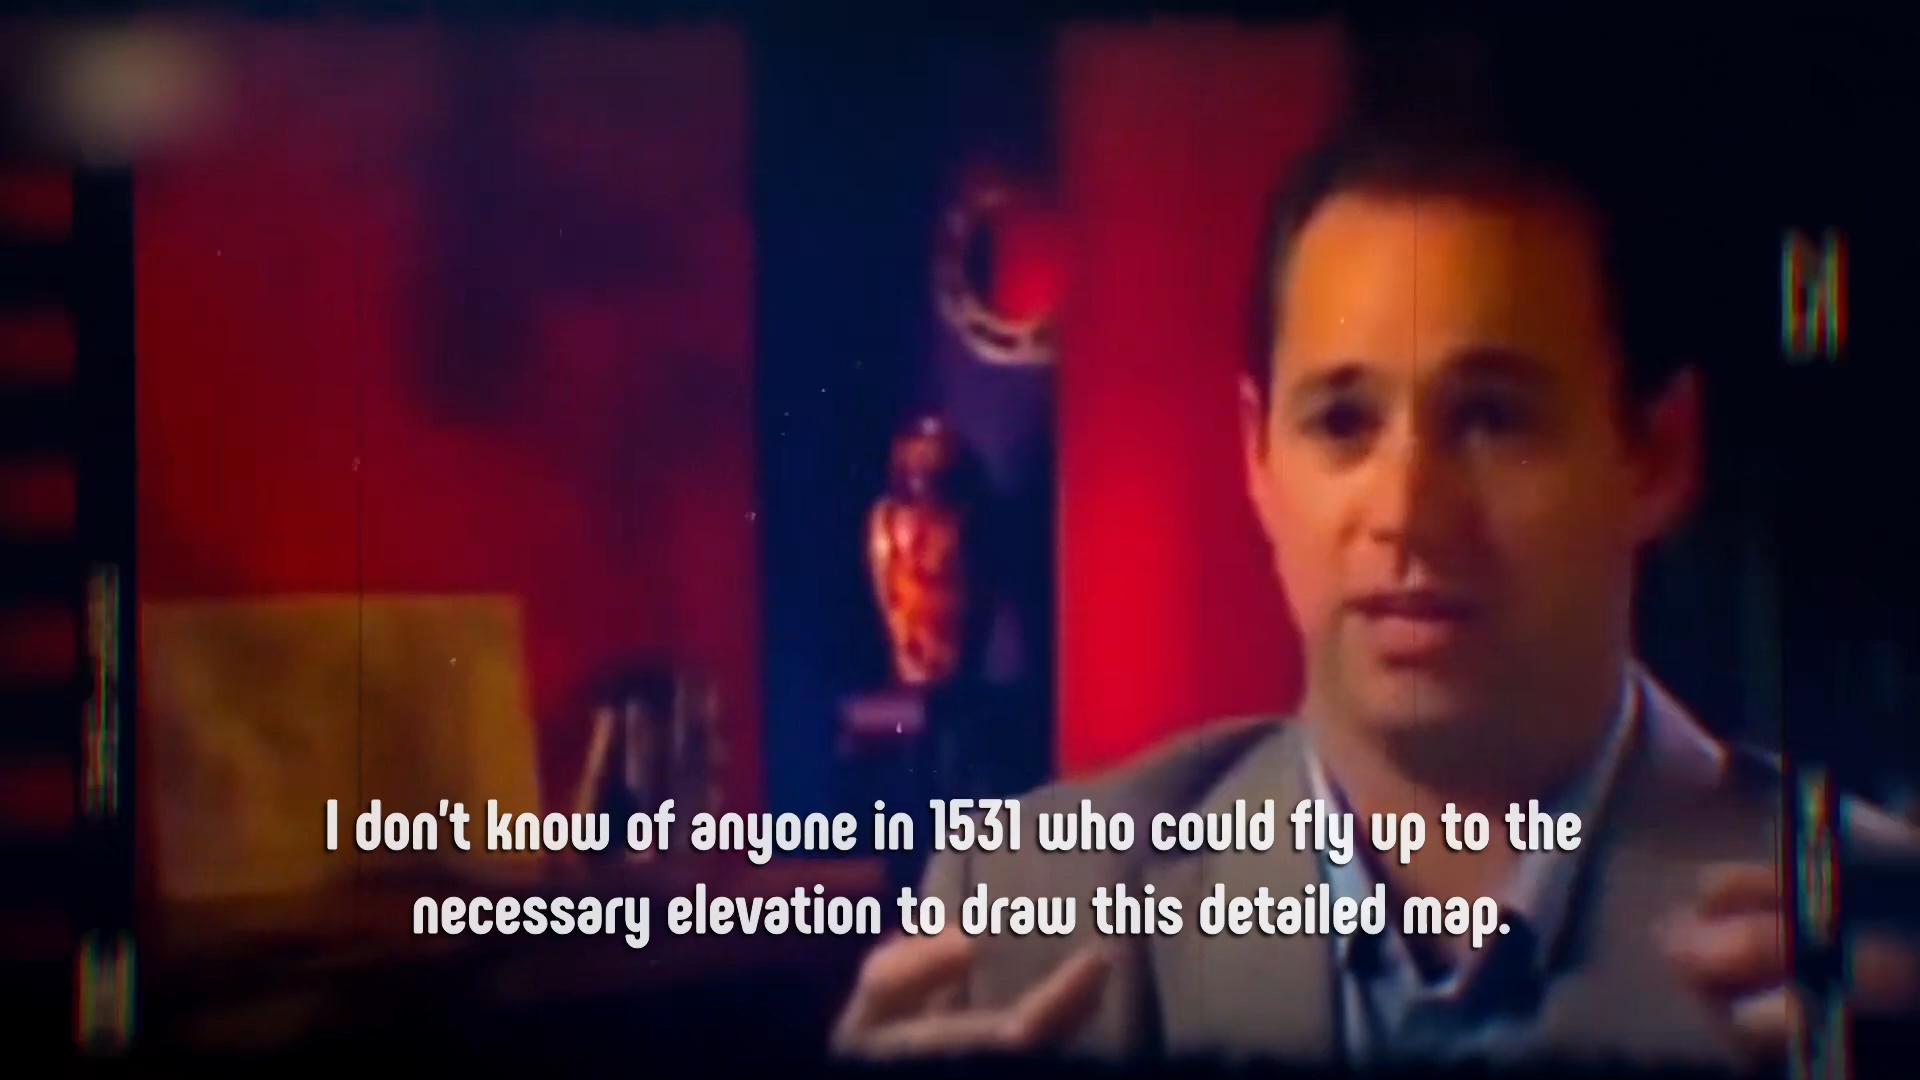 I don't know of anyone in 1531 who could fly up to the
necessary elevation to draw this detailed map.